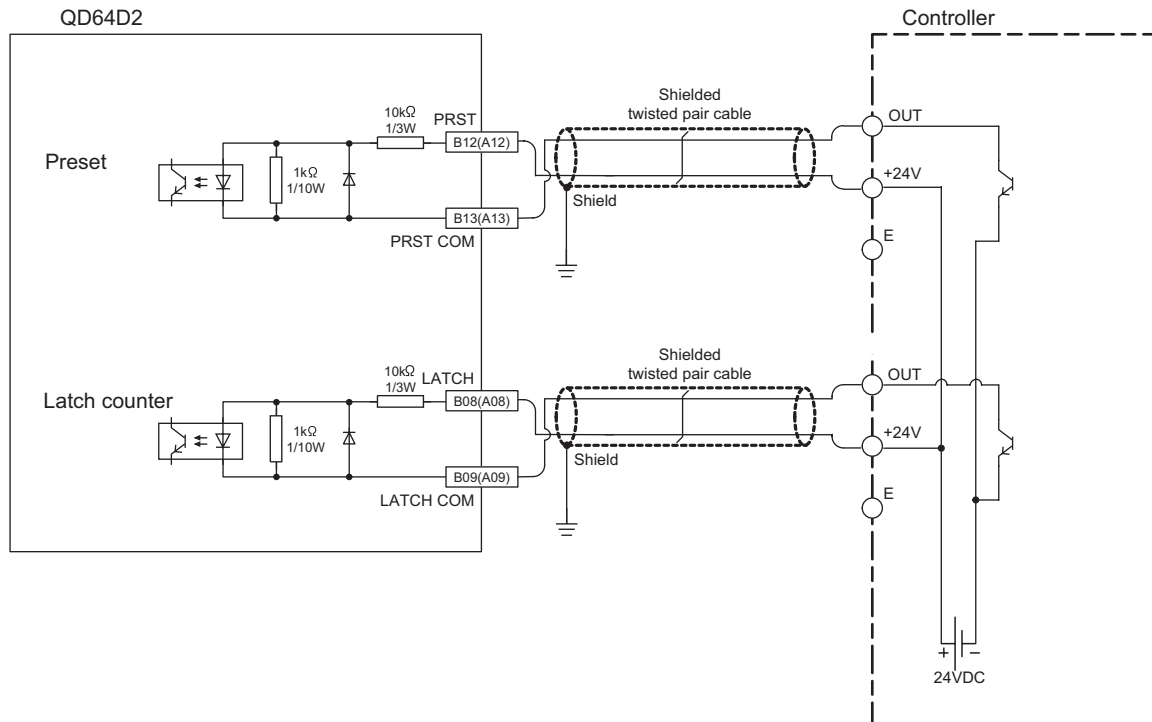 QD64D2
Controller
Preset
10kΩ
1/3W
PRST
B12(A12)
1kΩ
1/10W
B13(A13)
PRST COM
Shielded
twisted pair cable
Shield
OUT
+24V
E
Latch counter
10kΩ
1/3W
LATCH
B08(A08)
1kΩ
1/10W
B09(A09)
LATCH COM
Shielded
twisted pair cable
Shield
OUT
+24V
E
+ −
24VDC